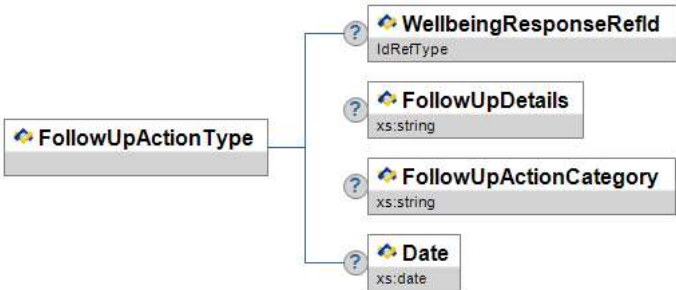 ? WellbeingResponseRefId
IdRefType
? FollowUpDetails
xs:string
FollowUpActionType
? FollowUpActionCategory
xs:string
? Date
xs:date